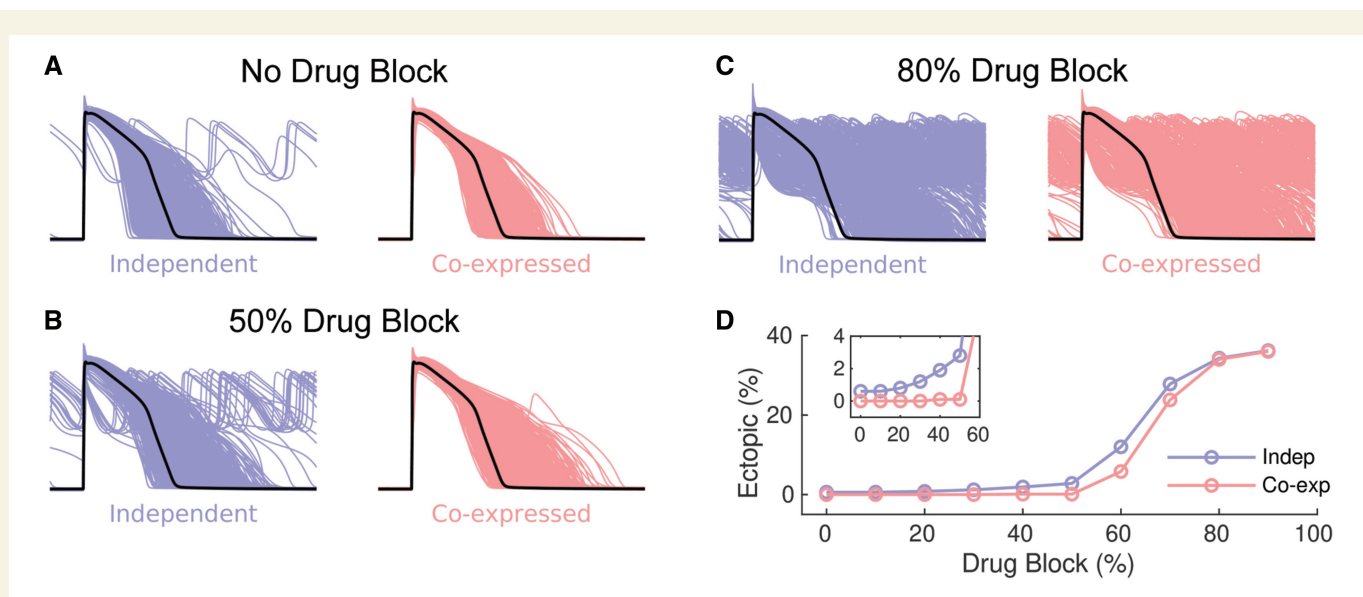 A
No Drug Block
Independent
Co-expressed
B
50% Drug Block
Independent
Co-expressed
C
80% Drug Block
Independent
Co-expressed
D
40
20
0
Ectopic (%)
4
2
0
0 20 40 60
Indep
Co-exp
0 20 40 60 80 100
Drug Block (%)